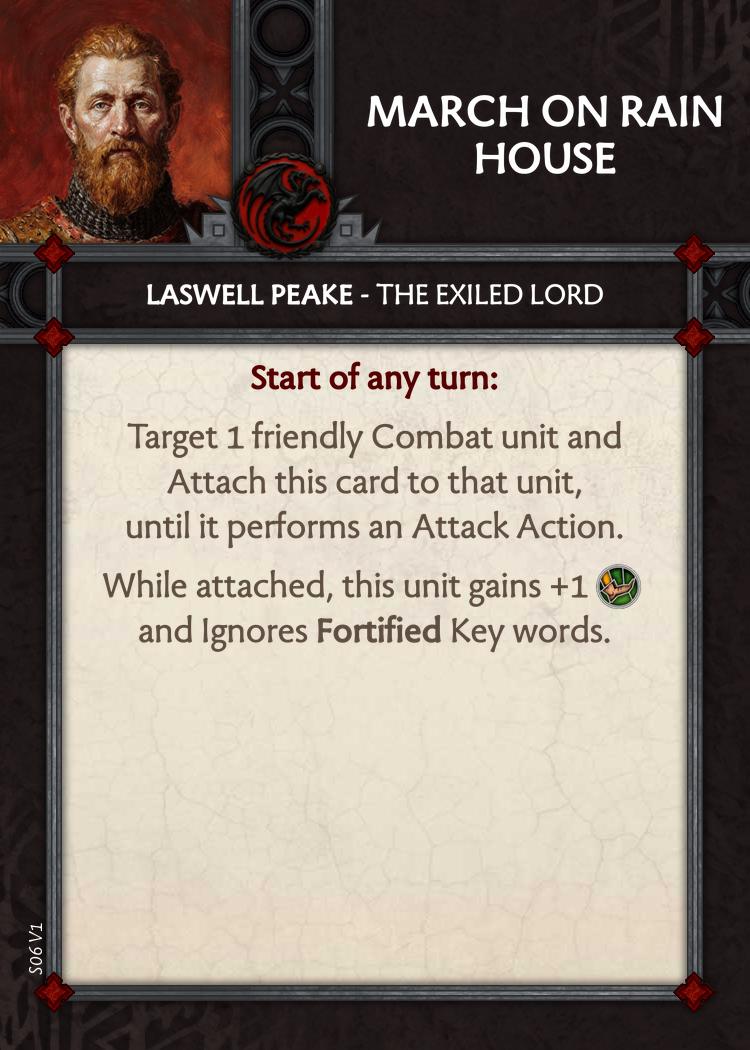 MARCH ON RAIN
HOUSE
LASWELL PEAKE - THE EXILED LORD
Start of any turn:
Target 1 friendly Combat unit and
Attach this card to that unit,
until it performs an Attack Action.
While attached, this unit gains +1
and Ignores Fortified Key words.
S06 V1